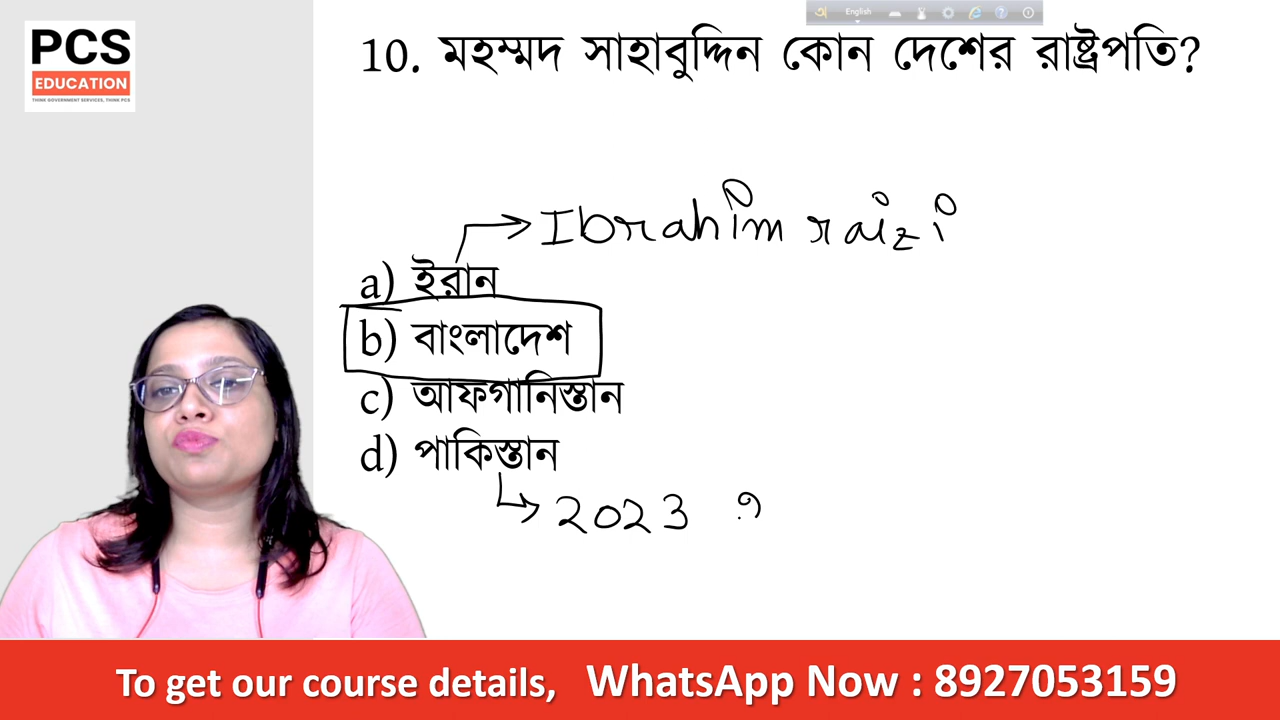 PCS
EDUCATION
THINK GOVERNMENT SERVICES, THINK PCS
English
10. মহম্মদ সাহাবুদ্দিন কোন দেশের রাষ্ট্রপতি?
Ibrahim raizi
a) ইরান
b) বাংলাদেশ
c) আফগানিস্তান
d) পাকিস্তান
2023 ?
To get our course details, WhatsApp Now : 8927053159